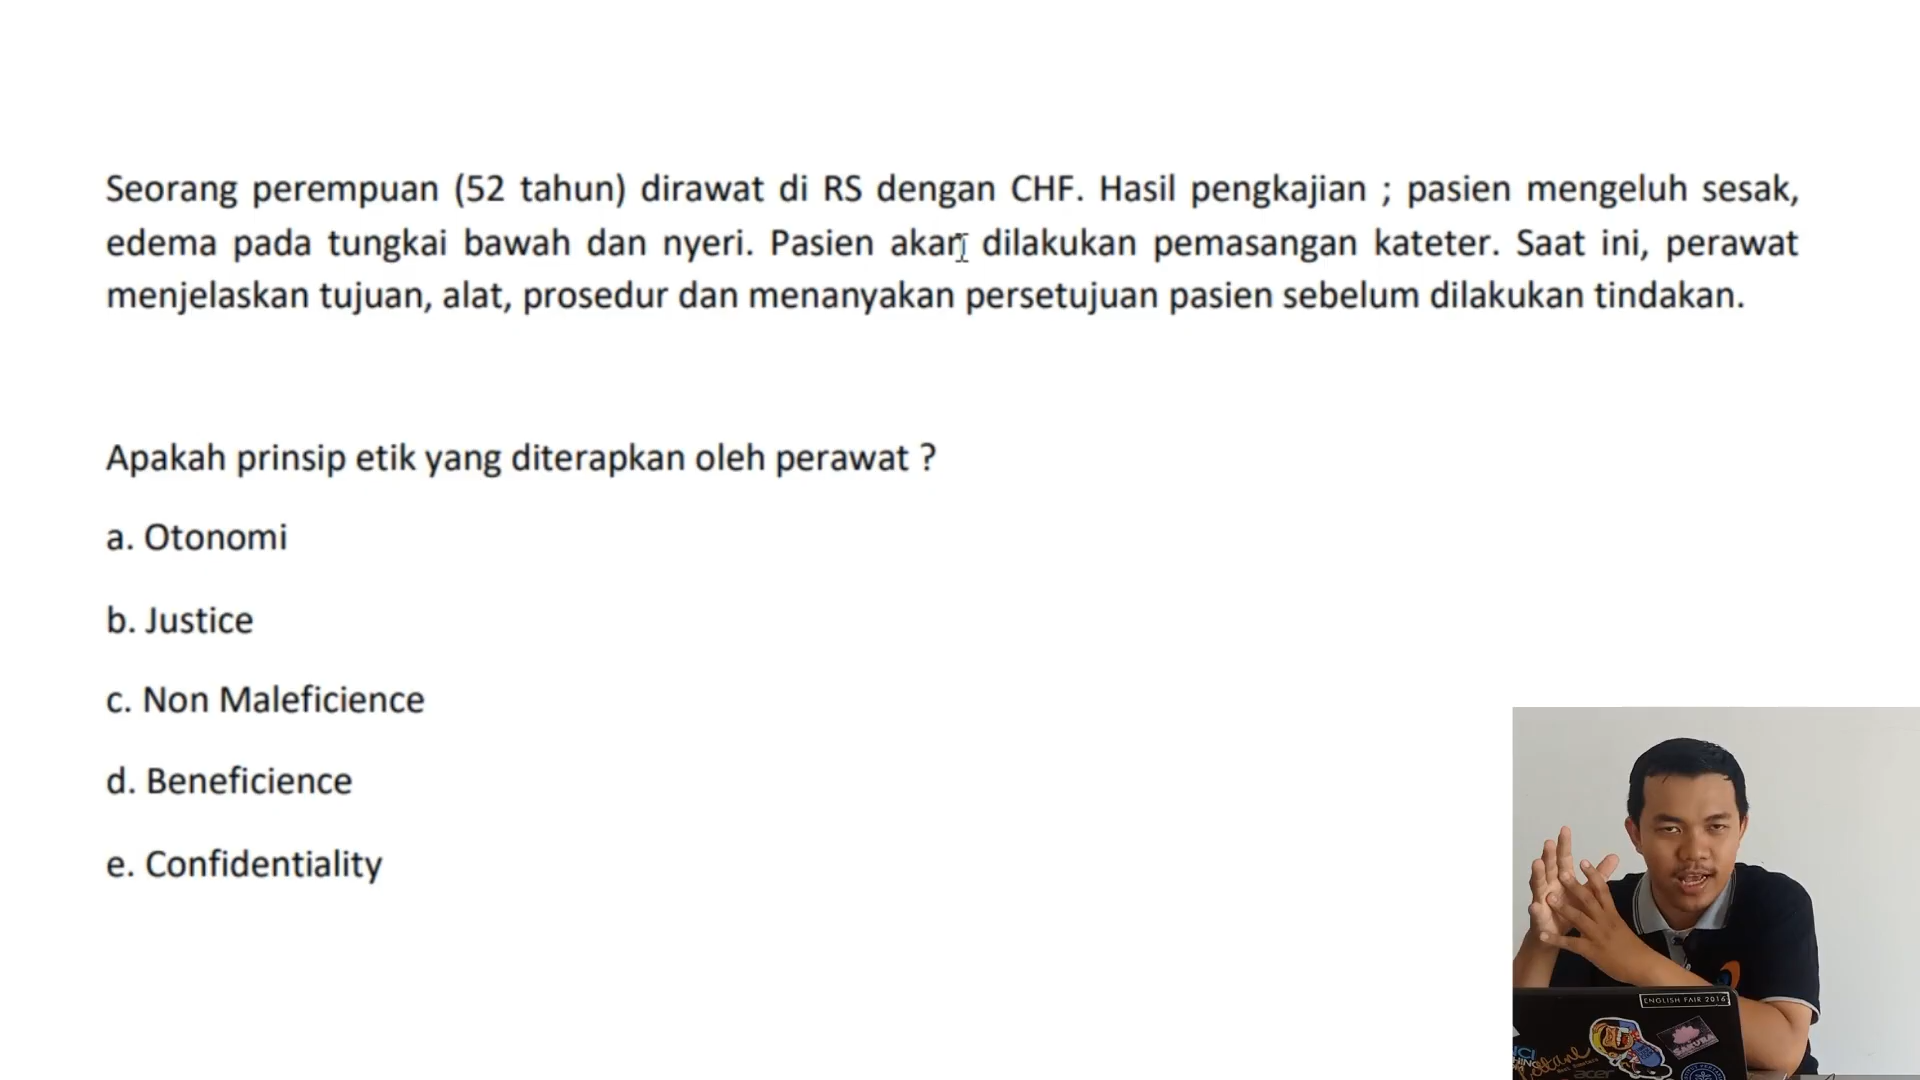 Seorang perempuan (52 tahun) dirawat di RS dengan CHF. Hasil pengkajian ; pasien mengeluh sesak,
edema pada tungkai bawah dan nyeri. Pasien akan dilakukan pemasangan kateter. Saat ini, perawat
menjelaskan tujuan, alat, prosedur dan menanyakan persetujuan pasien sebelum dilakukan tindakan.
Apakah prinsip etik yang diterapkan oleh perawat ?
a. Otonomi
b. Justice
c. Non Maleficience
d. Beneficience
e. Confidentiality
ENGLISH FAIR 2016
SAKURA
acer